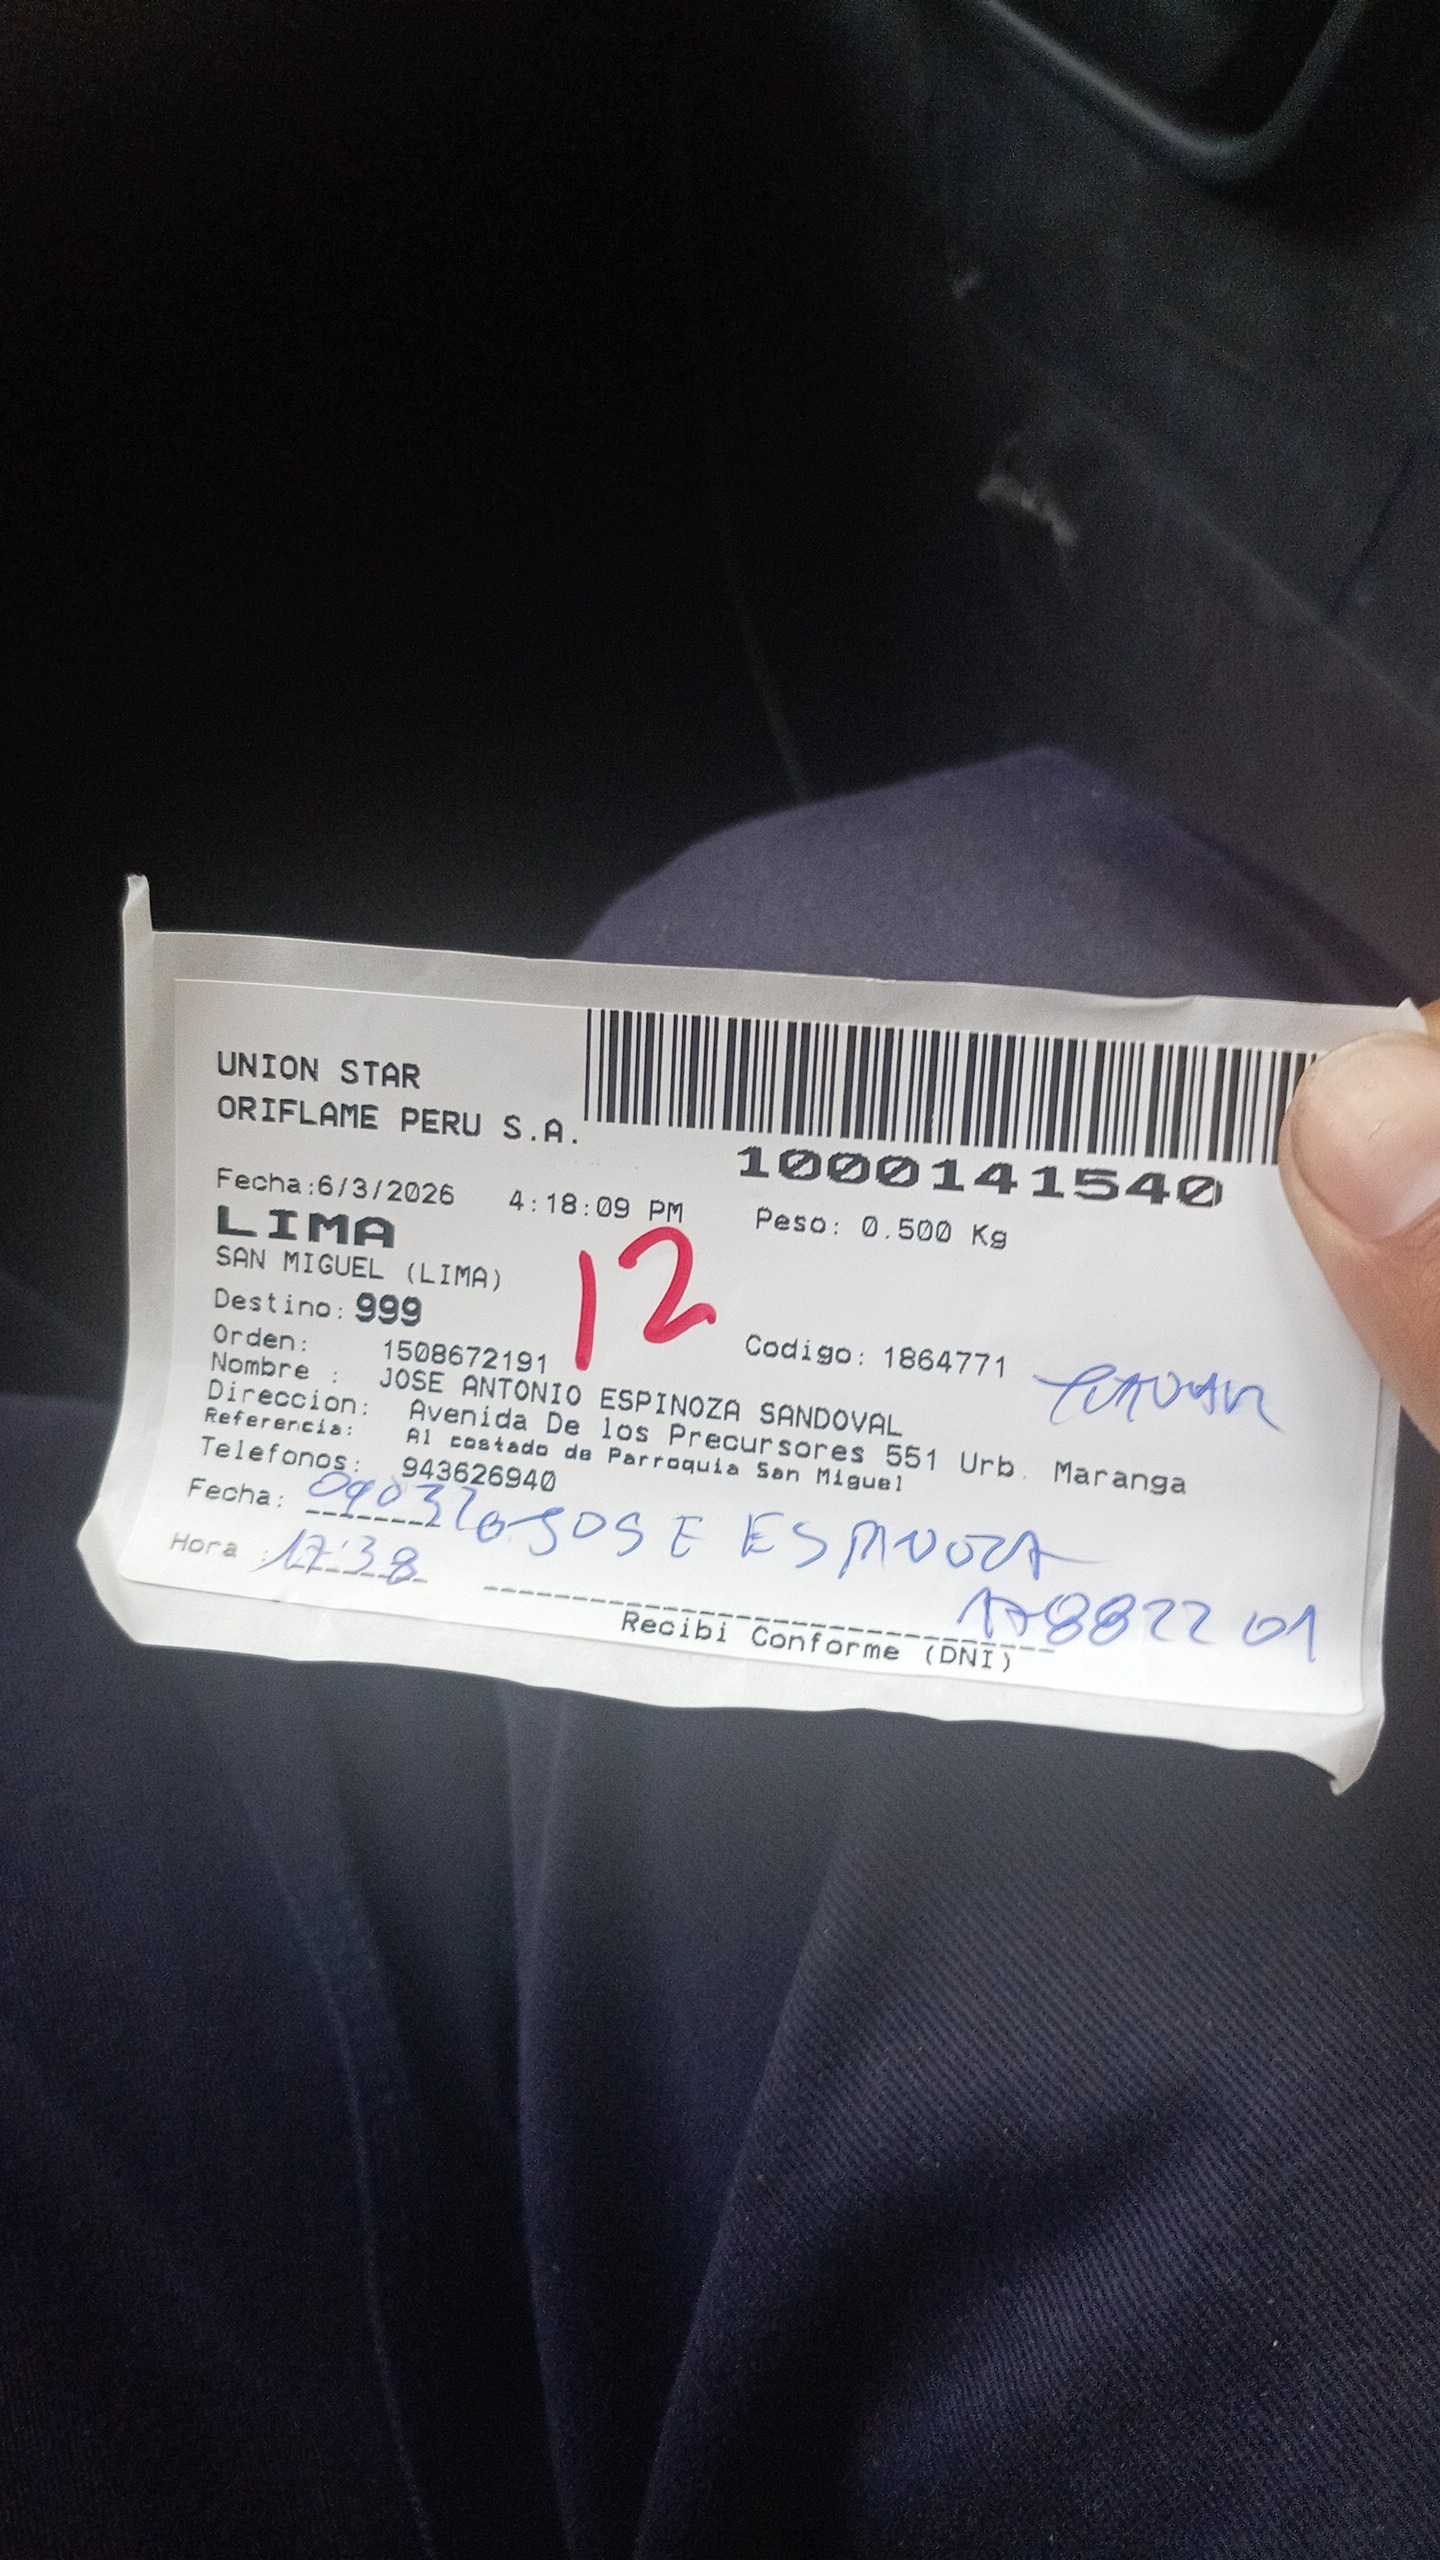 UNION STAR
ORIFLAME PERU S.A.
1000141540
Fecha:6/3/2026 4:18:09 PM Peso: 0.500 Kg
LIMA
SAN MIGUEL (LIMA)
12
Destino: 999
Orden: 1508672191 Codigo: 1864771
Nombre : JOSE ANTONIO ESPINOZA SANDOVAL
Direccion: Avenida De los Precursores 551 Urb. Maranga
Referencia: Al costado de Parroquia San Miguel
Telefonos: 943626940
Fecha: 090326 JOSE ESPINOZA
Hora : 17:38 17882201
Recibi Conforme (DNI)